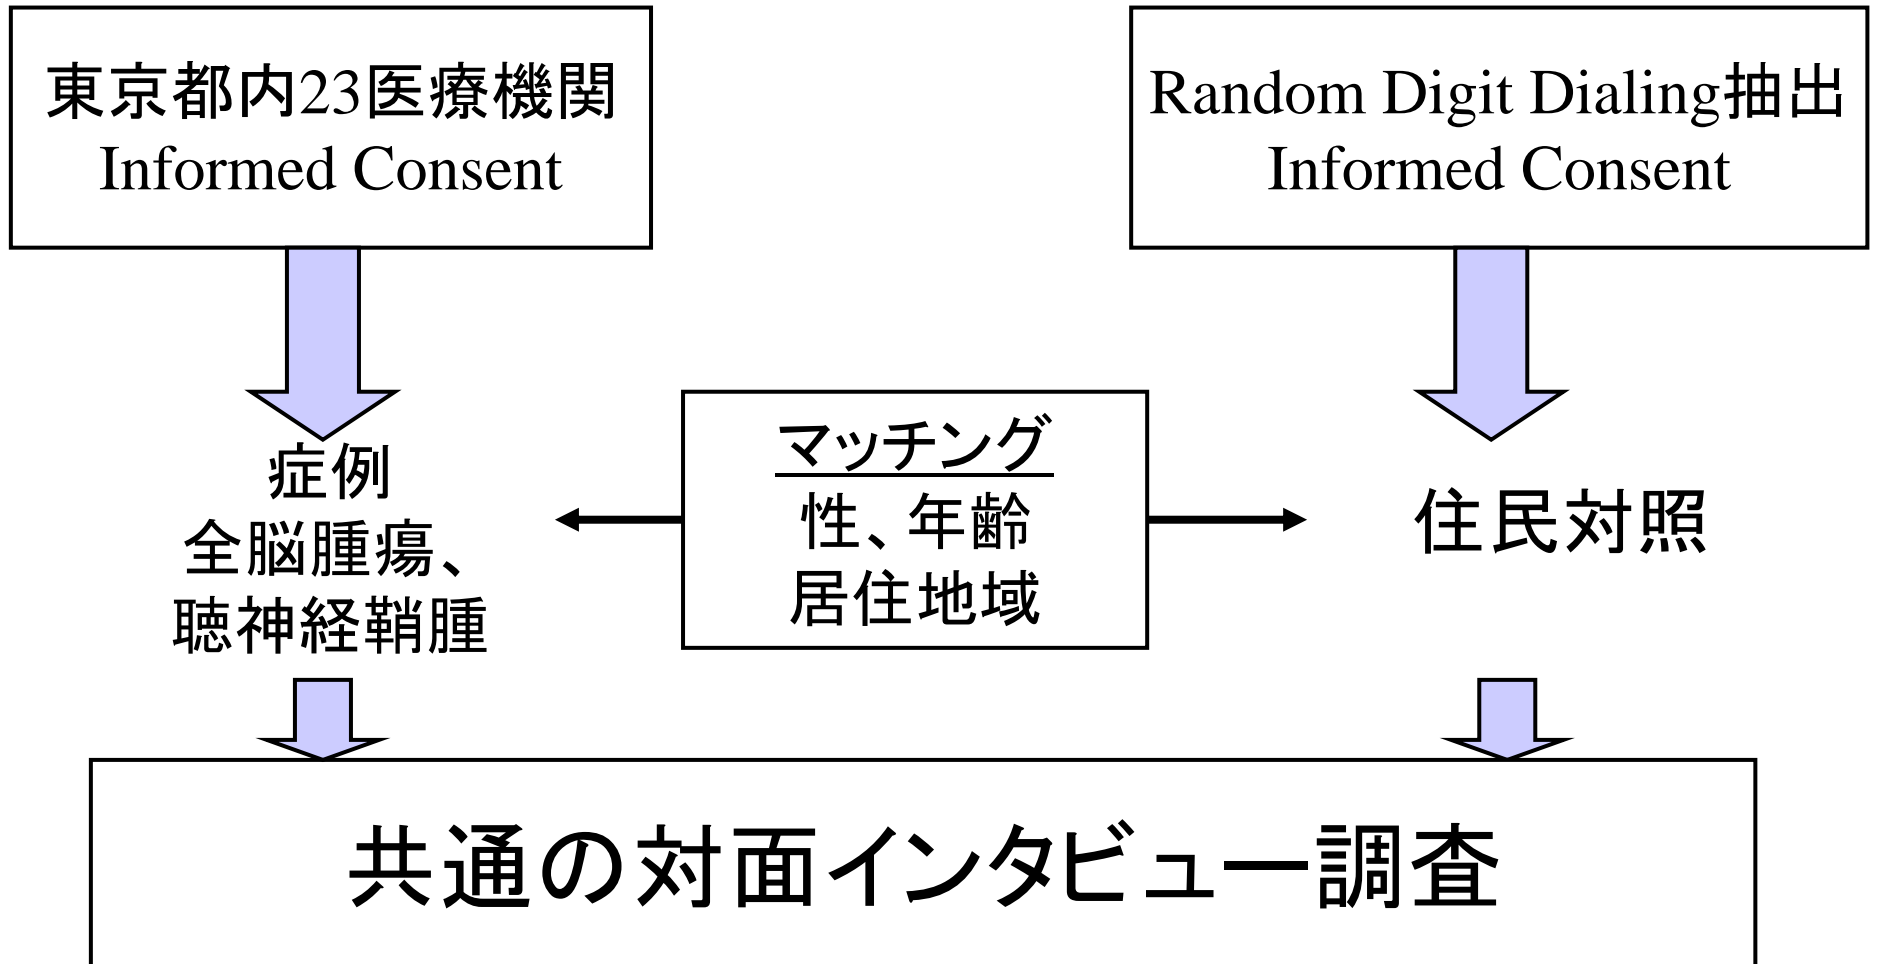 東京都内23医療機関
Informed Consent
Random Digit Dialing抽出
Informed Consent
症例
全脳腫瘍、
聴神経鞘腫
マッチング
性、年齢
居住地域
住民対照
共通の対面インタビュー調査